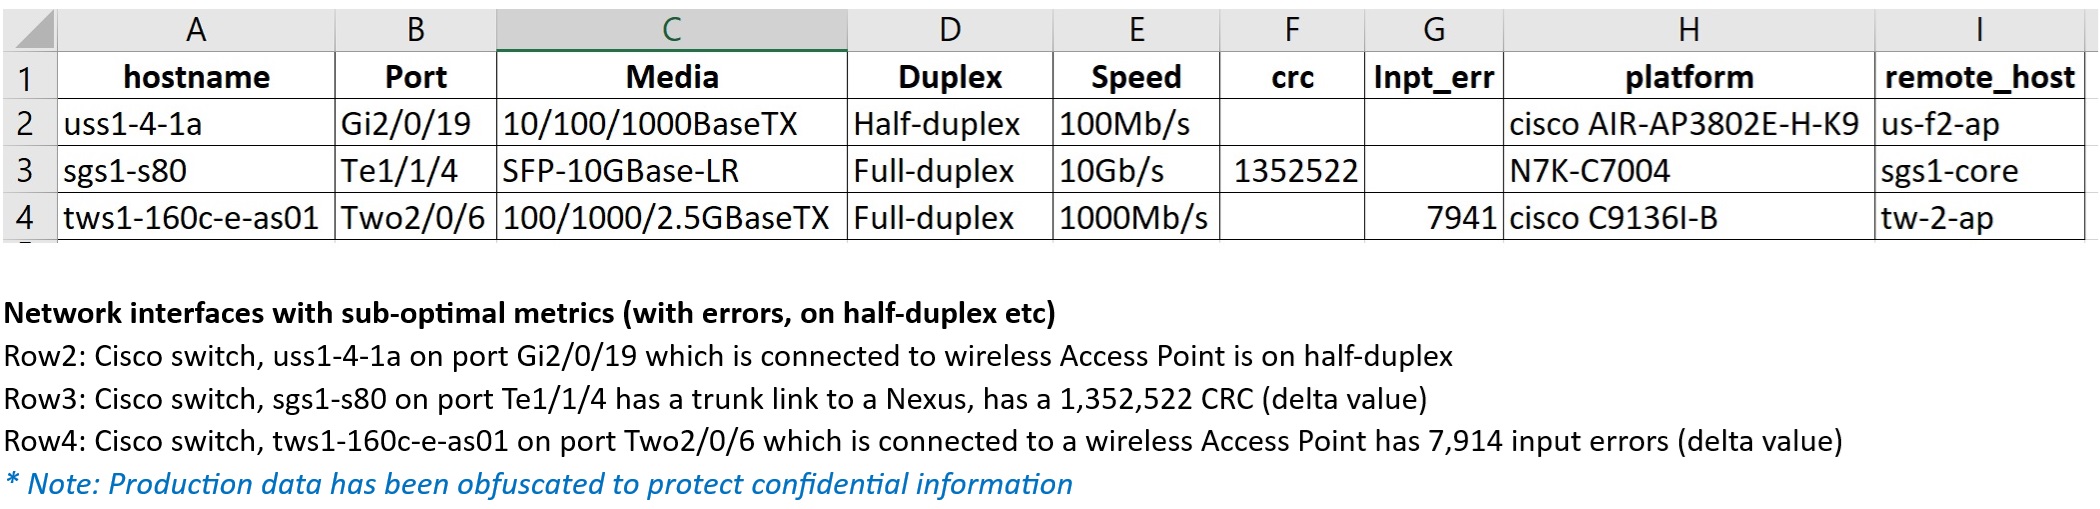 A B C D E F G H I
1 hostname Port Media Duplex Speed crc Inpt_err platform remote_host
2 uss1-4-1a Gi2/0/19 10/100/1000BaseTX Half-duplex 100Mb/s cisco AIR-AP3802E-H-K9 us-f2-ap
3 sgs1-s80 Te1/1/4 SFP-10GBase-LR Full-duplex 10Gb/s 1352522 N7K-C7004 sgs1-core
4 tws1-160c-e-as01 Two2/0/6 100/1000/2.5GBaseTX Full-duplex 1000Mb/s 7941 cisco C9136I-B tw-2-ap
Network interfaces with sub-optimal metrics (with errors, on half-duplex etc)
Row2: Cisco switch, uss1-4-1a on port Gi2/0/19 which is connected to wireless Access Point is on half-duplex
Row3: Cisco switch, sgs1-s80 on port Te1/1/4 has a trunk link to a Nexus, has a 1,352,522 CRC (delta value)
Row4: Cisco switch, tws1-160c-e-as01 on port Two2/0/6 which is connected to a wireless Access Point has 7,914 input errors (delta value)
* Note: Production data has been obfuscated to protect confidential information